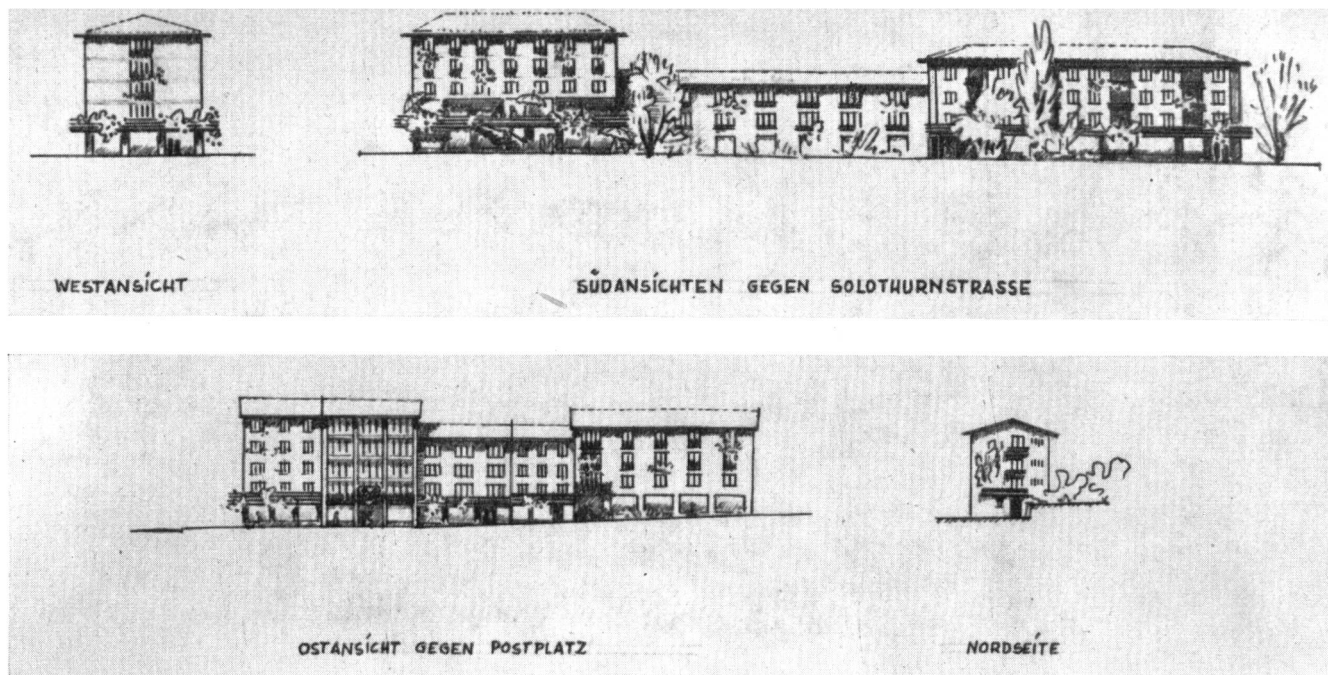 WESTANSICHT
SÜDANSICHTEN GEGEN SOLOTHURNSTRASSE
OSTANSICHT GEGEN POSTPLATZ
NORDSEITE